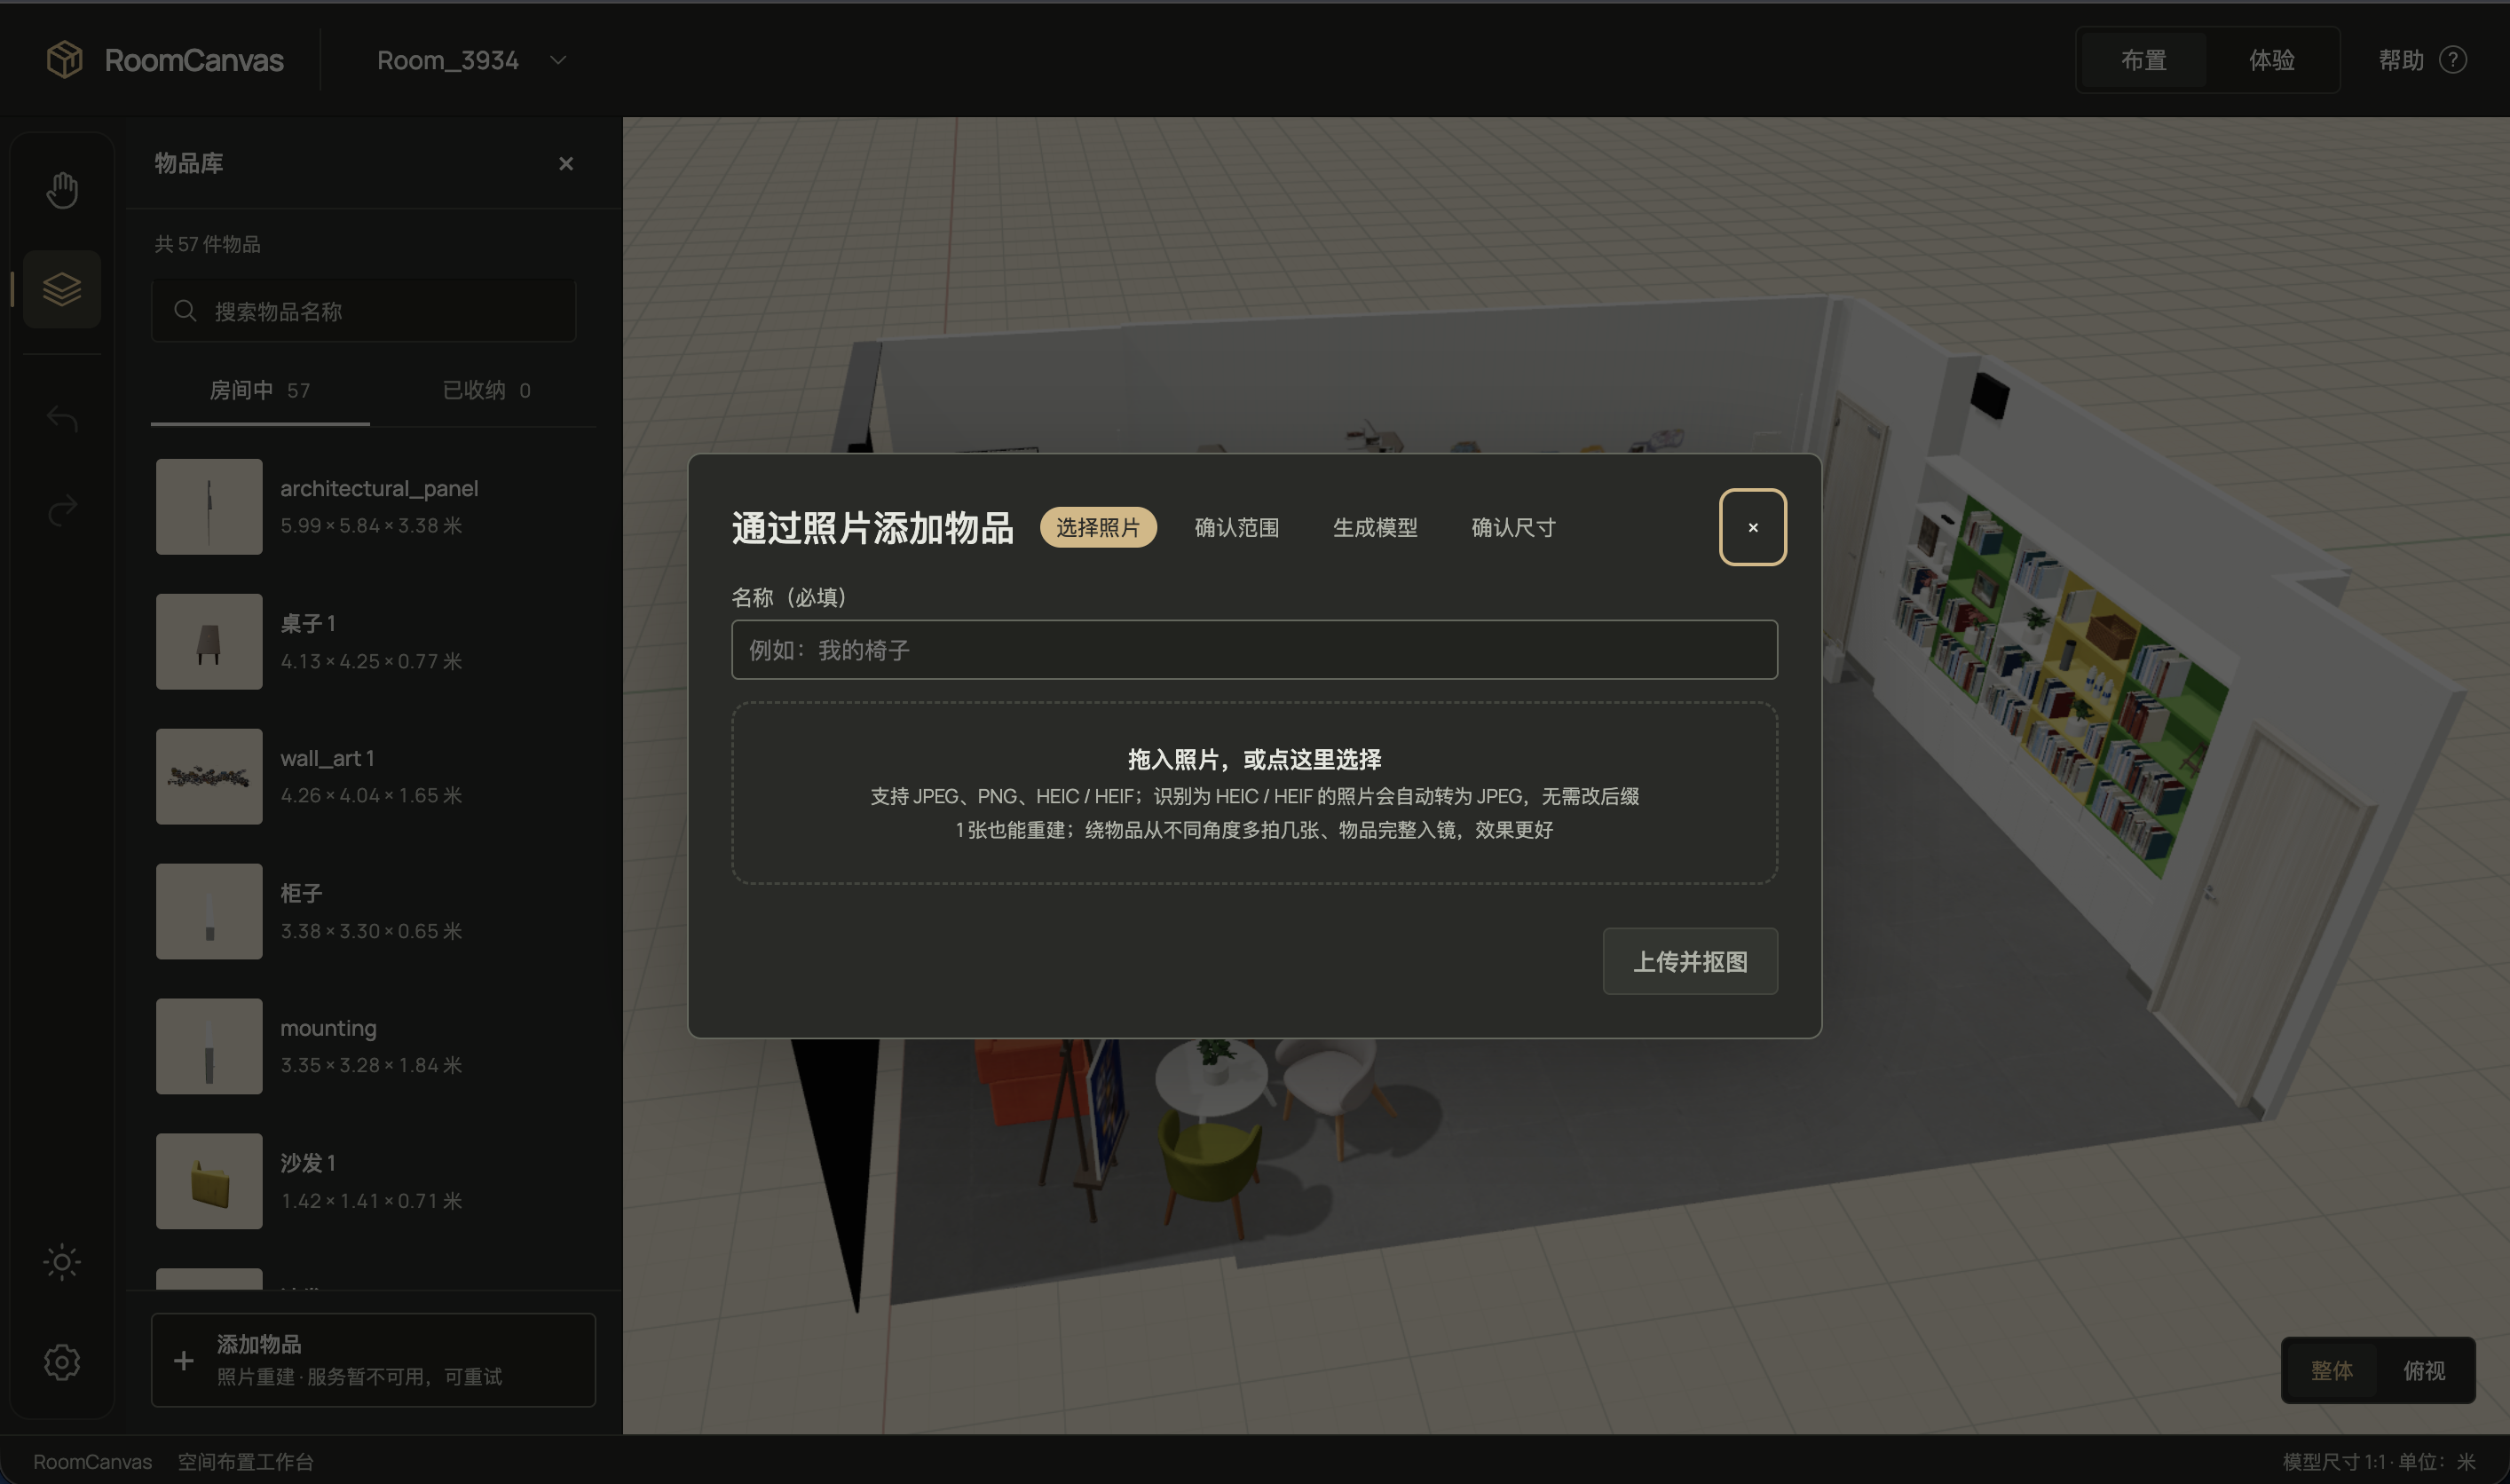 RoomCanvas
Room_3934
布置
体验
帮助
?
物品库
×
共 57 件物品
搜索物品名称
房间中 57
已收纳 0
architectural_panel
5.99 × 5.84 × 3.38 米
桌子 1
4.13 × 4.25 × 0.77 米
wall_art 1
4.26 × 4.04 × 1.65 米
柜子
3.38 × 3.30 × 0.65 米
mounting
3.35 × 3.28 × 1.84 米
沙发 1
1.42 × 1.41 × 0.71 米
添加物品
照片重建 · 服务暂不可用，可重试
通过照片添加物品
选择照片
确认范围
生成模型
确认尺寸
×
名称（必填）
例如：我的椅子
拖入照片，或点这里选择
支持 JPEG、PNG、HEIC / HEIF；识别为 HEIC / HEIF 的照片会自动转为 JPEG，无需改后缀
1 张也能重建；绕物品从不同角度多拍几张、物品完整入镜，效果更好
上传并抠图
整体
俯视
RoomCanvas
空间布置工作台
模型尺寸 1:1 · 单位：米